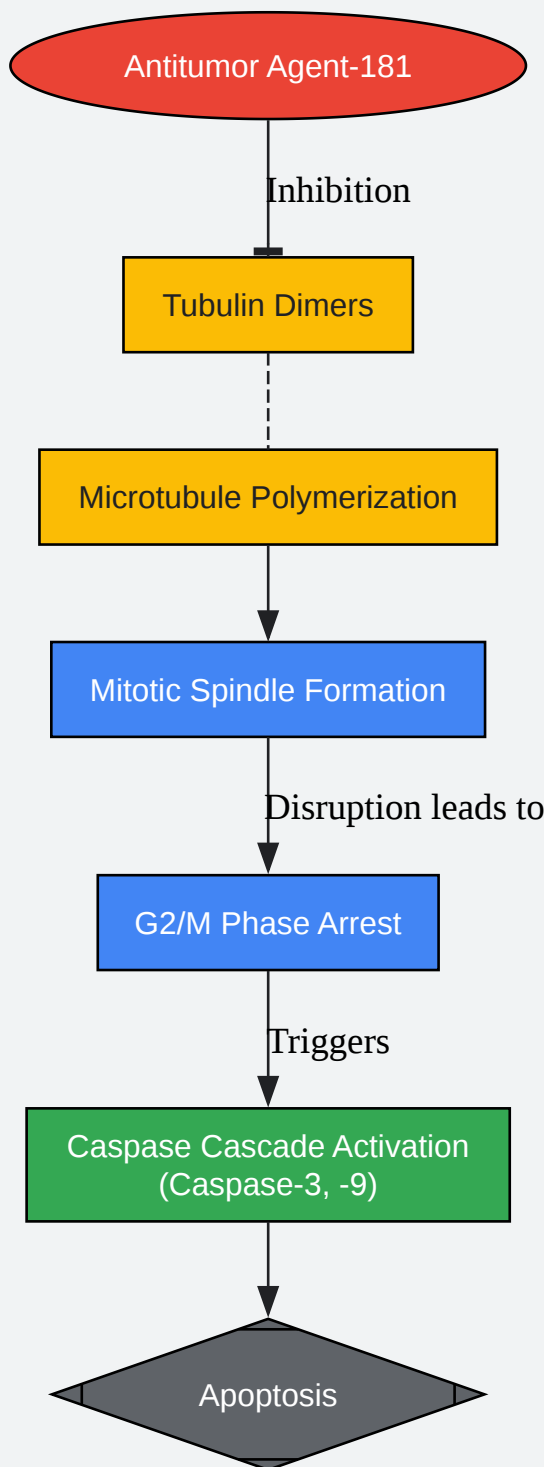 Antitumor Agent-181
Inhibition
Tubulin Dimers
Microtubule Polymerization
Mitotic Spindle Formation
Disruption leads to
G2/M Phase Arrest
Triggers
Caspase Cascade Activation
(Caspase-3, -9)
Apoptosis